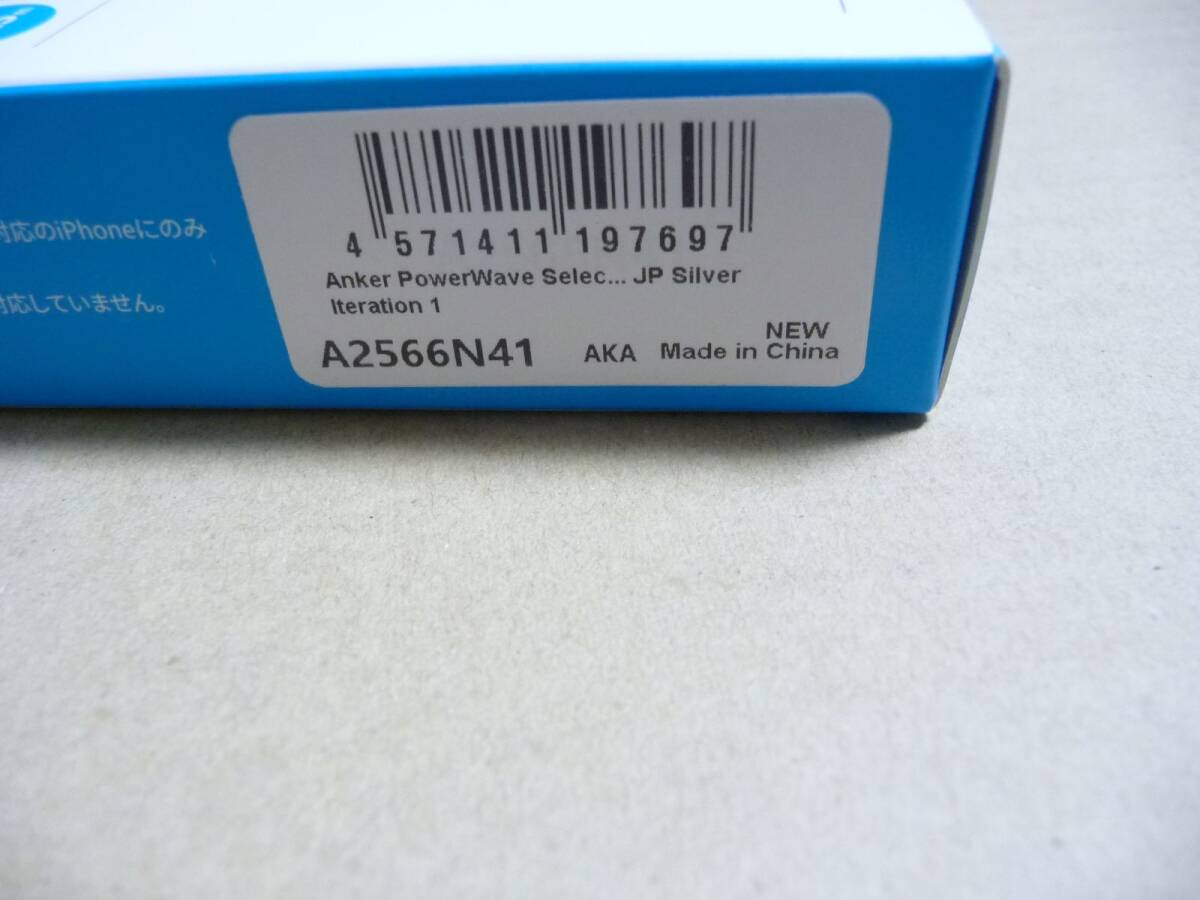 対応のiPhoneにのみ
対応していません。
4 571411 197697
Anker PowerWave Selec... JP Silver
Iteration 1
NEW
A2566N41 AKA Made in China